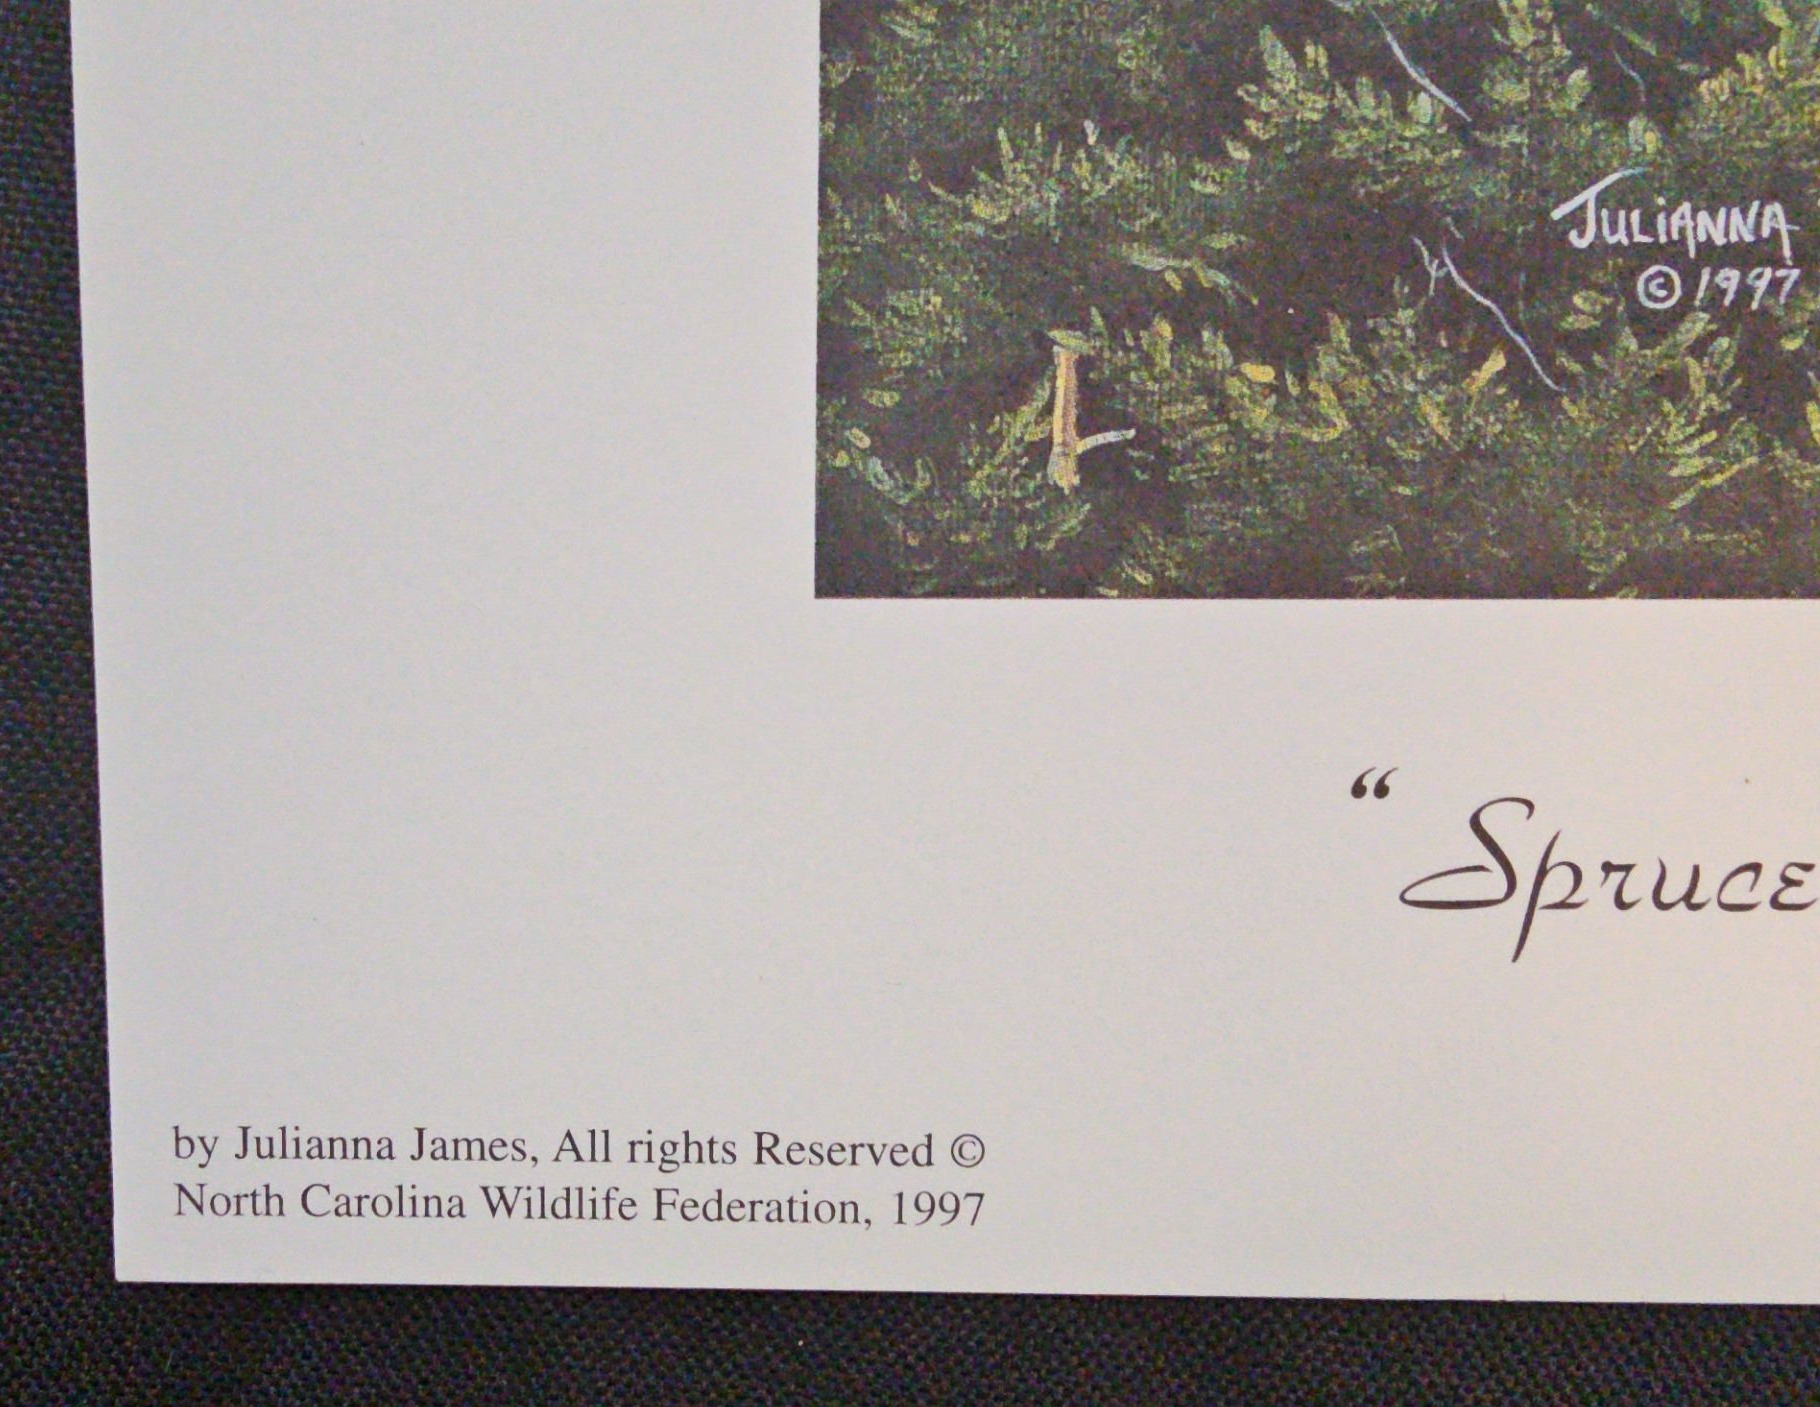 JULiANNA
© 1997
“ Spruce
by Julianna James, All rights Reserved ©
North Carolina Wildlife Federation, 1997